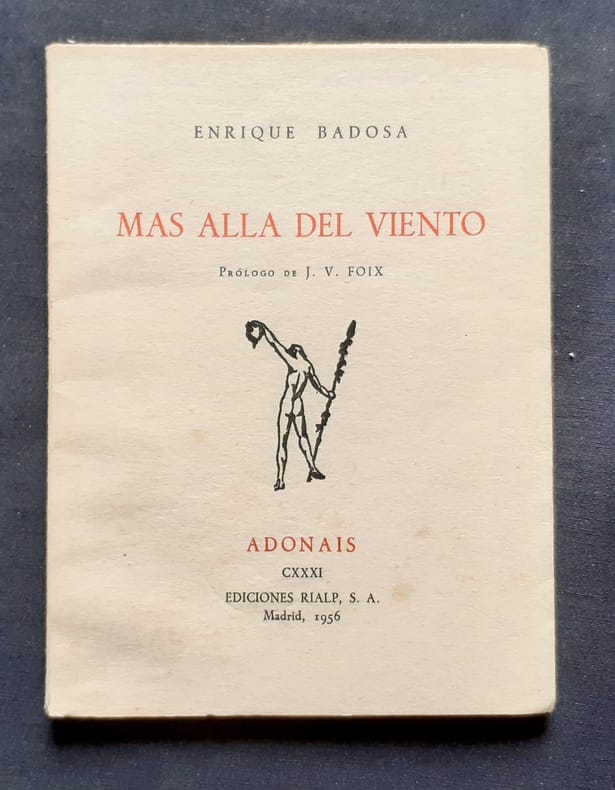 ENRIQUE BADOSA
MAS ALLA DEL VIENTO
PRÓLOGO DE J. V. FOIX
ADONAIS
CXXXI
EDICIONES RIALP, S. A.
Madrid, 1956